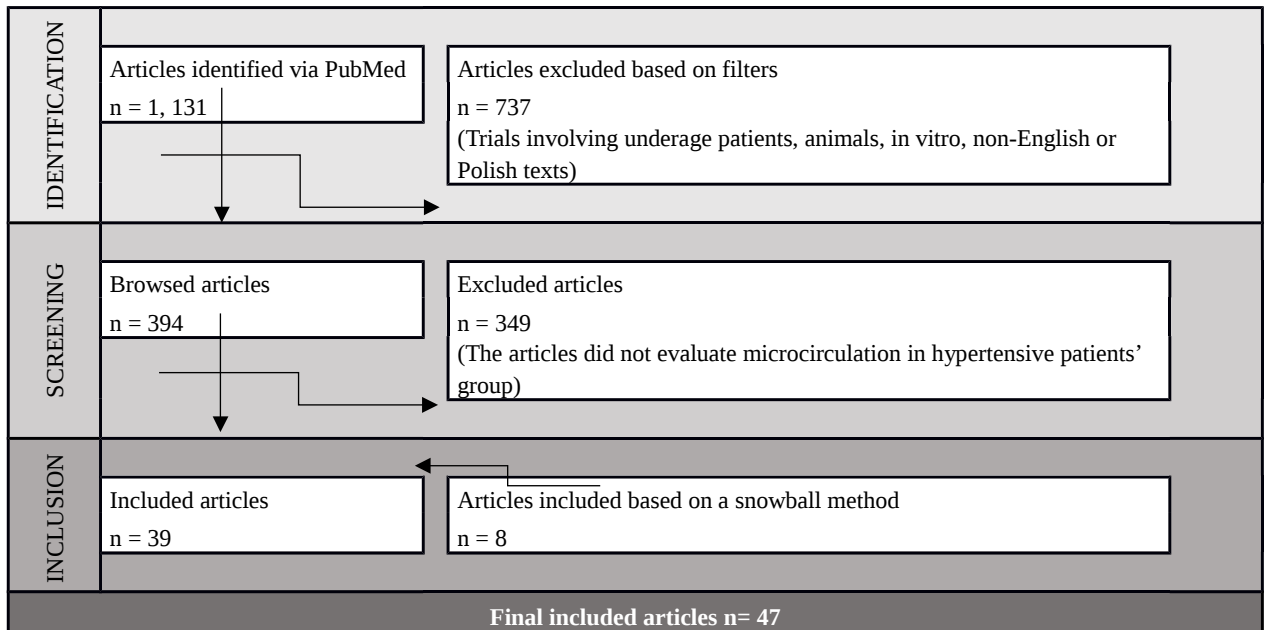 IDENTIFICATION
Articles identified via PubMed
n = 1, 131
Articles excluded based on filters
n = 737
(Trials involving underage patients, animals, in vitro, non-English or
Polish texts)
SCREENING
Browsed articles
n = 394
Excluded articles
n = 349
(The articles did not evaluate microcirculation in hypertensive patients’
group)
INCLUSION
Included articles
n = 39
Articles included based on a snowball method
n = 8
Final included articles n= 47